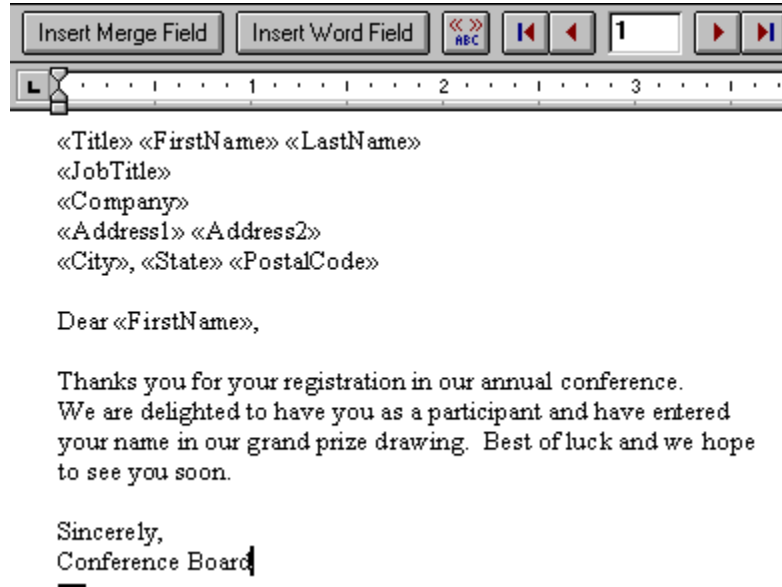 Insert Merge Field Insert Word Field «» ABC 1
1 2 3
«Title» «FirstName» «LastName»
«JobTitle»
«Company»
«Address1» «Address2»
«City», «State» «PostalCode»
Dear «FirstName»,
Thanks you for your registration in our annual conference.
We are delighted to have you as a participant and have entered
your name in our grand prize drawing.  Best of luck and we hope
to see you soon.
Sincerely,
Conference Board